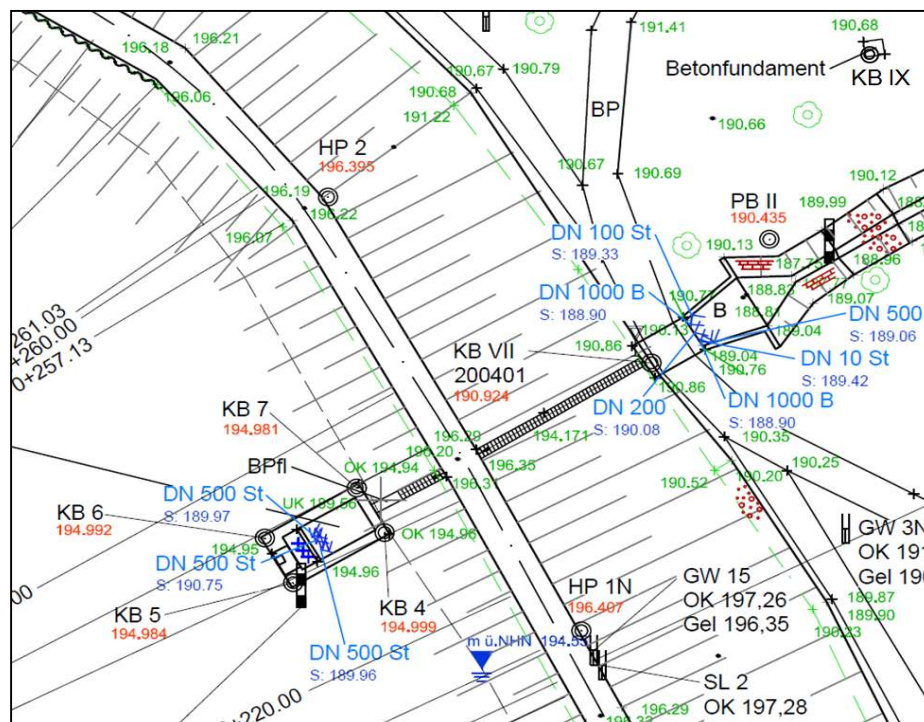 196.18
196.21
196.06
190.67
190.79
190.68
191.22
191.41
BP
190.68
Betonfundament
KB IX
190.66
HP 2
196.395
196.19
196.22
196.07
190.67
190.69
PB II
190.435
190.12
189.99
DN 100 St
S: 189.33
190.13
187.75
188.96
DN 1000 B
S: 188.90
188.83
B
188.81
189.07
261.03
+260.00
0+257.13
190.13
190.86
189.04
DN 500
S: 189.06
KB VII
200401
190.924
189.04
190.76
DN 10 St
S: 189.42
190.86
DN 200
S: 190.08
DN 1000 B
S: 188.90
KB 7
194.981
196.29
196.20
194.171
196.35
190.35
BPfl
OK 194.94
196.31
190.52
190.20
190.25
DN 500 St
S: 189.97
UK 189.56
KB 6
194.992
194.95
OK 194.96
GW 3N
DN 500 St
S: 190.75
194.96
HP 1N
196.407
GW 15
OK 197,26
Gel 196,35
KB 5
194.984
KB 4
194.999
189.87
189.90
DN 500 St
S: 189.96
m ü.NHN 194.53
196.23
SL 2
OK 197,28
+220.00
196.29